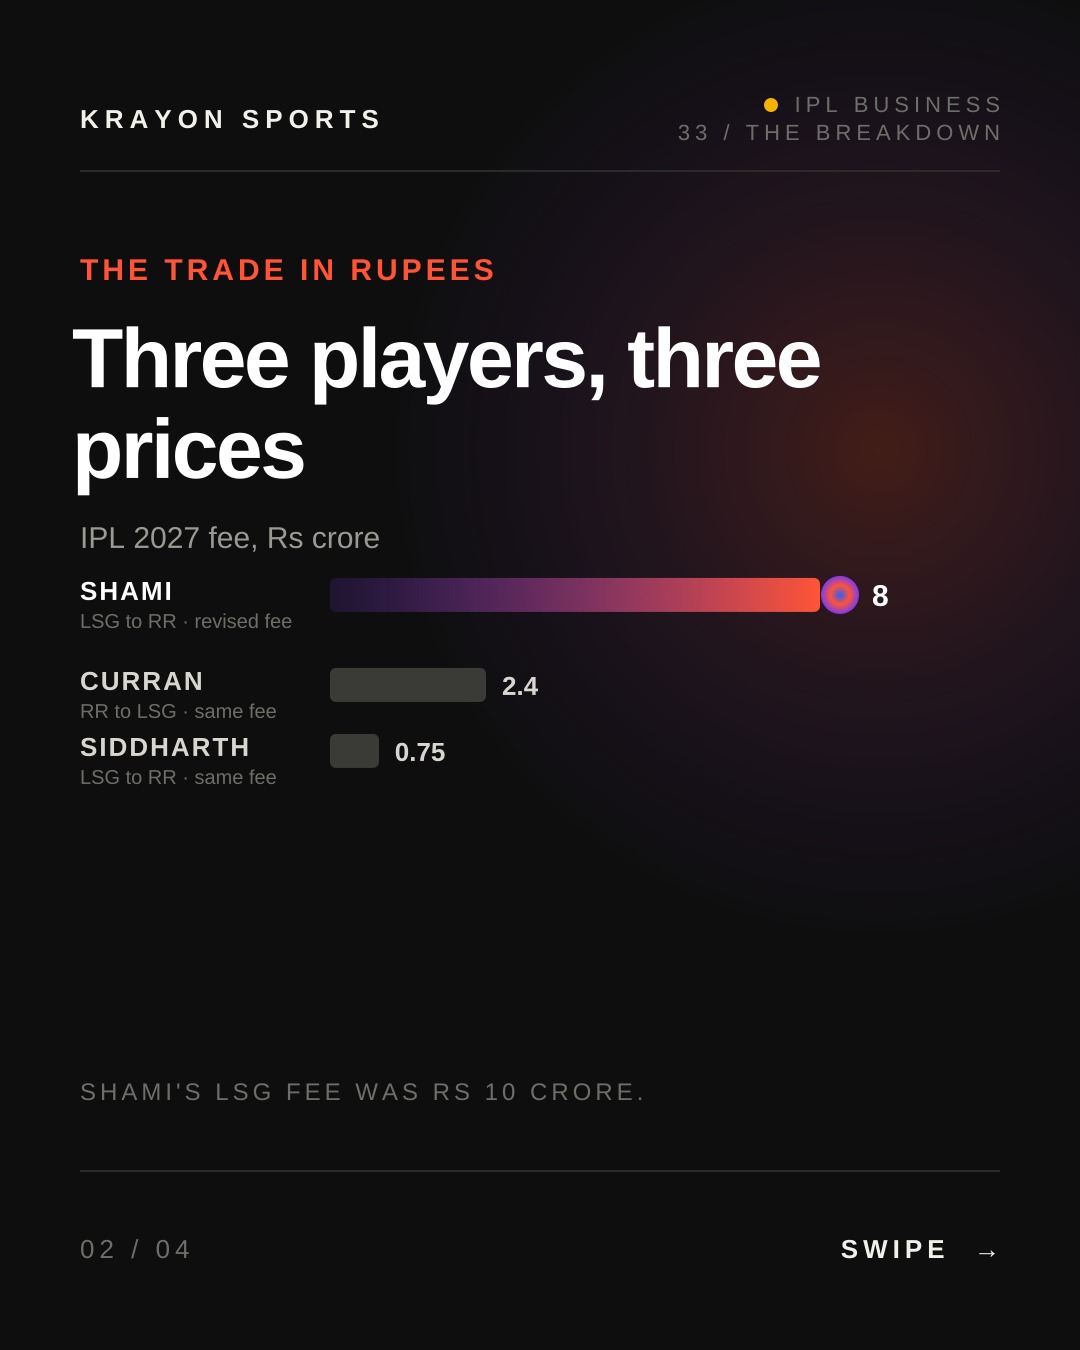 KRAYON SPORTS
IPL BUSINESS
33 / THE BREAKDOWN
THE TRADE IN RUPEES
Three players, three
prices
IPL 2027 fee, Rs crore
SHAMI
LSG to RR · revised fee
8
CURRAN
RR to LSG · same fee
2.4
SIDDHARTH
LSG to RR · same fee
0.75
SHAMI'S LSG FEE WAS RS 10 CRORE.
02 / 04
SWIPE →